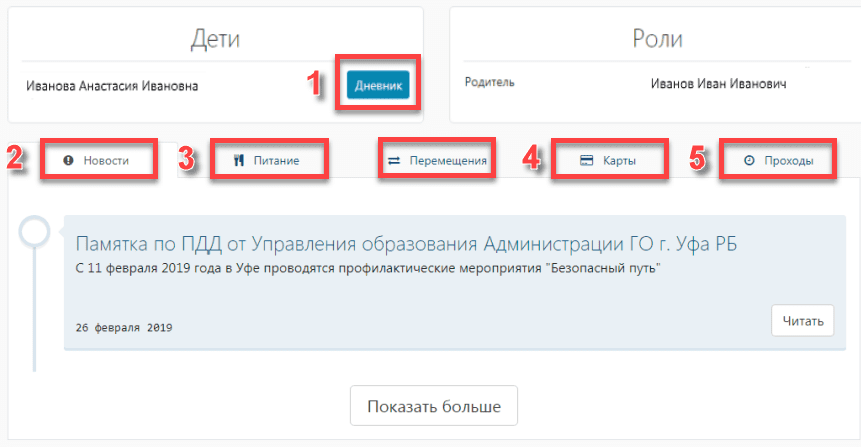 Дети
Роли
Иванова Анастасия Ивановна
1
Дневник
Родитель
Иванов Иван Иванович
2 Новости
3 Питание
Перемещения
4 Карты
5 Проходы
Памятка по ПДД от Управления образования Администрации ГО г. Уфа РБ
С 11 февраля 2019 года в Уфе проводятся профилактические мероприятия "Безопасный путь"
26 февраля 2019
Читать
Показать больше